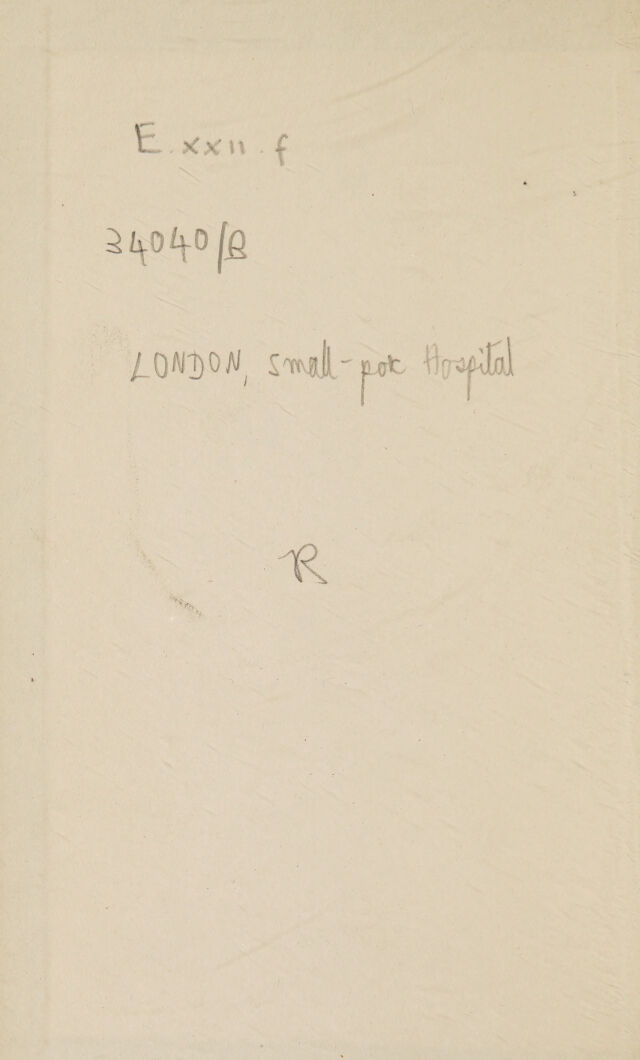 E.xxii.f
34040/B
LONDON, Small-pox Hospital
R